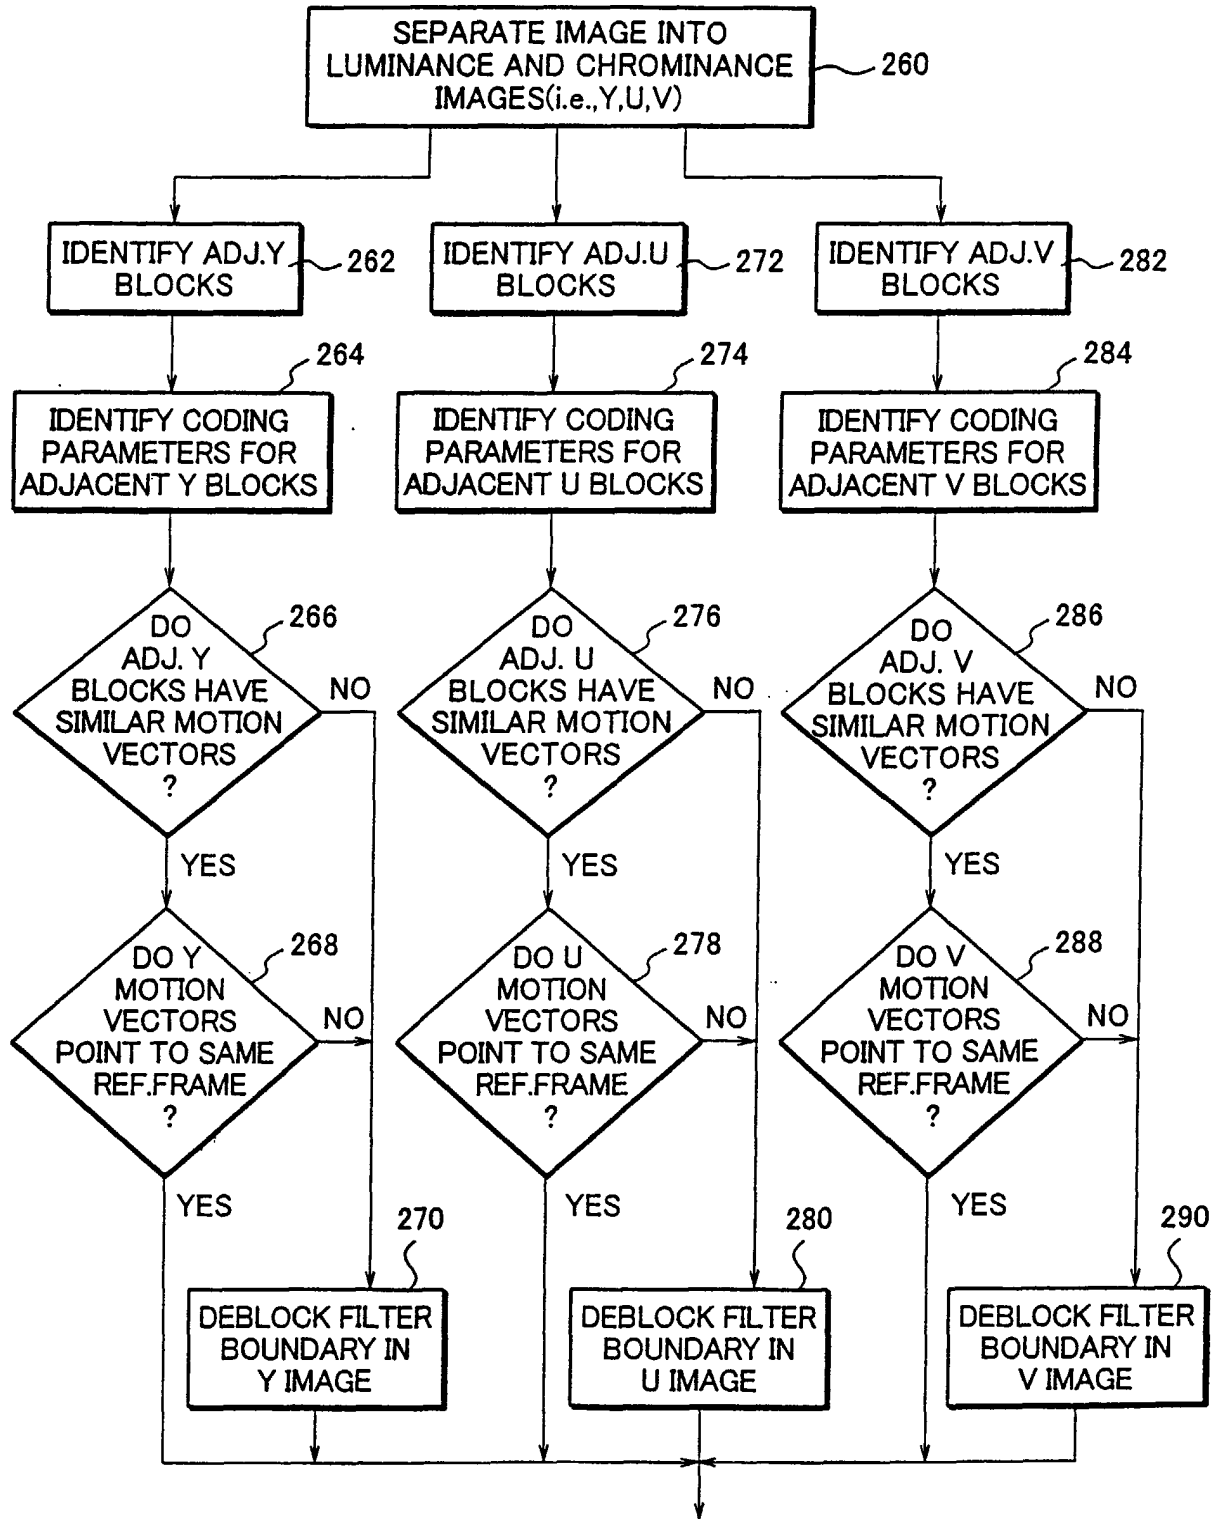 SEPARATE IMAGE INTO
LUMINANCE AND CHROMINANCE
IMAGES(i.e.,Y,U,V)
260
IDENTIFY ADJ.Y
BLOCKS
262
IDENTIFY ADJ.U
BLOCKS
272
IDENTIFY ADJ.V
BLOCKS
282
264
IDENTIFY CODING
PARAMETERS FOR
ADJACENT Y BLOCKS
274
IDENTIFY CODING
PARAMETERS FOR
ADJACENT U BLOCKS
284
IDENTIFY CODING
PARAMETERS FOR
ADJACENT V BLOCKS
266
DO
ADJ. Y
BLOCKS HAVE
SIMILAR MOTION
VECTORS
?
NO
YES
276
DO
ADJ. U
BLOCKS HAVE
SIMILAR MOTION
VECTORS
?
NO
YES
286
DO
ADJ. V
BLOCKS HAVE
SIMILAR MOTION
VECTORS
?
NO
YES
268
DO Y
MOTION
VECTORS
POINT TO SAME
REF.FRAME
?
NO
YES
278
DO U
MOTION
VECTORS
POINT TO SAME
REF.FRAME
?
NO
YES
288
DO V
MOTION
VECTORS
POINT TO SAME
REF.FRAME
?
NO
YES
270
DEBLOCK FILTER
BOUNDARY IN
Y IMAGE
280
DEBLOCK FILTER
BOUNDARY IN
U IMAGE
290
DEBLOCK FILTER
BOUNDARY IN
V IMAGE